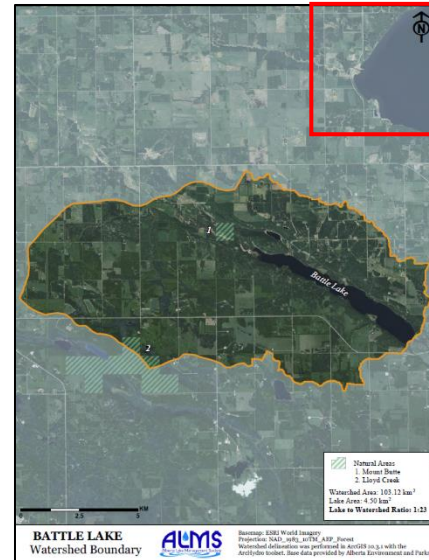 N
1
Battle Lake
2
Natural Areas
1. Mount Butte
2. Lloyd Creek
Watershed Area: 103.12 km²
Lake Area: 4.50 km²
Lake to Watershed Ratio: 1:23
0 2.5 5 KM
BATTLE LAKE
Watershed Boundary
ALMS
Basemap: ESRI World Imagery
Projection: NAD_1983_10TM_AEP_Forest
Watershed delineation was performed in ArcGIS 10.3.1 with the
ArcHydro toolset. Base data provided by Alberta Environment and Parks